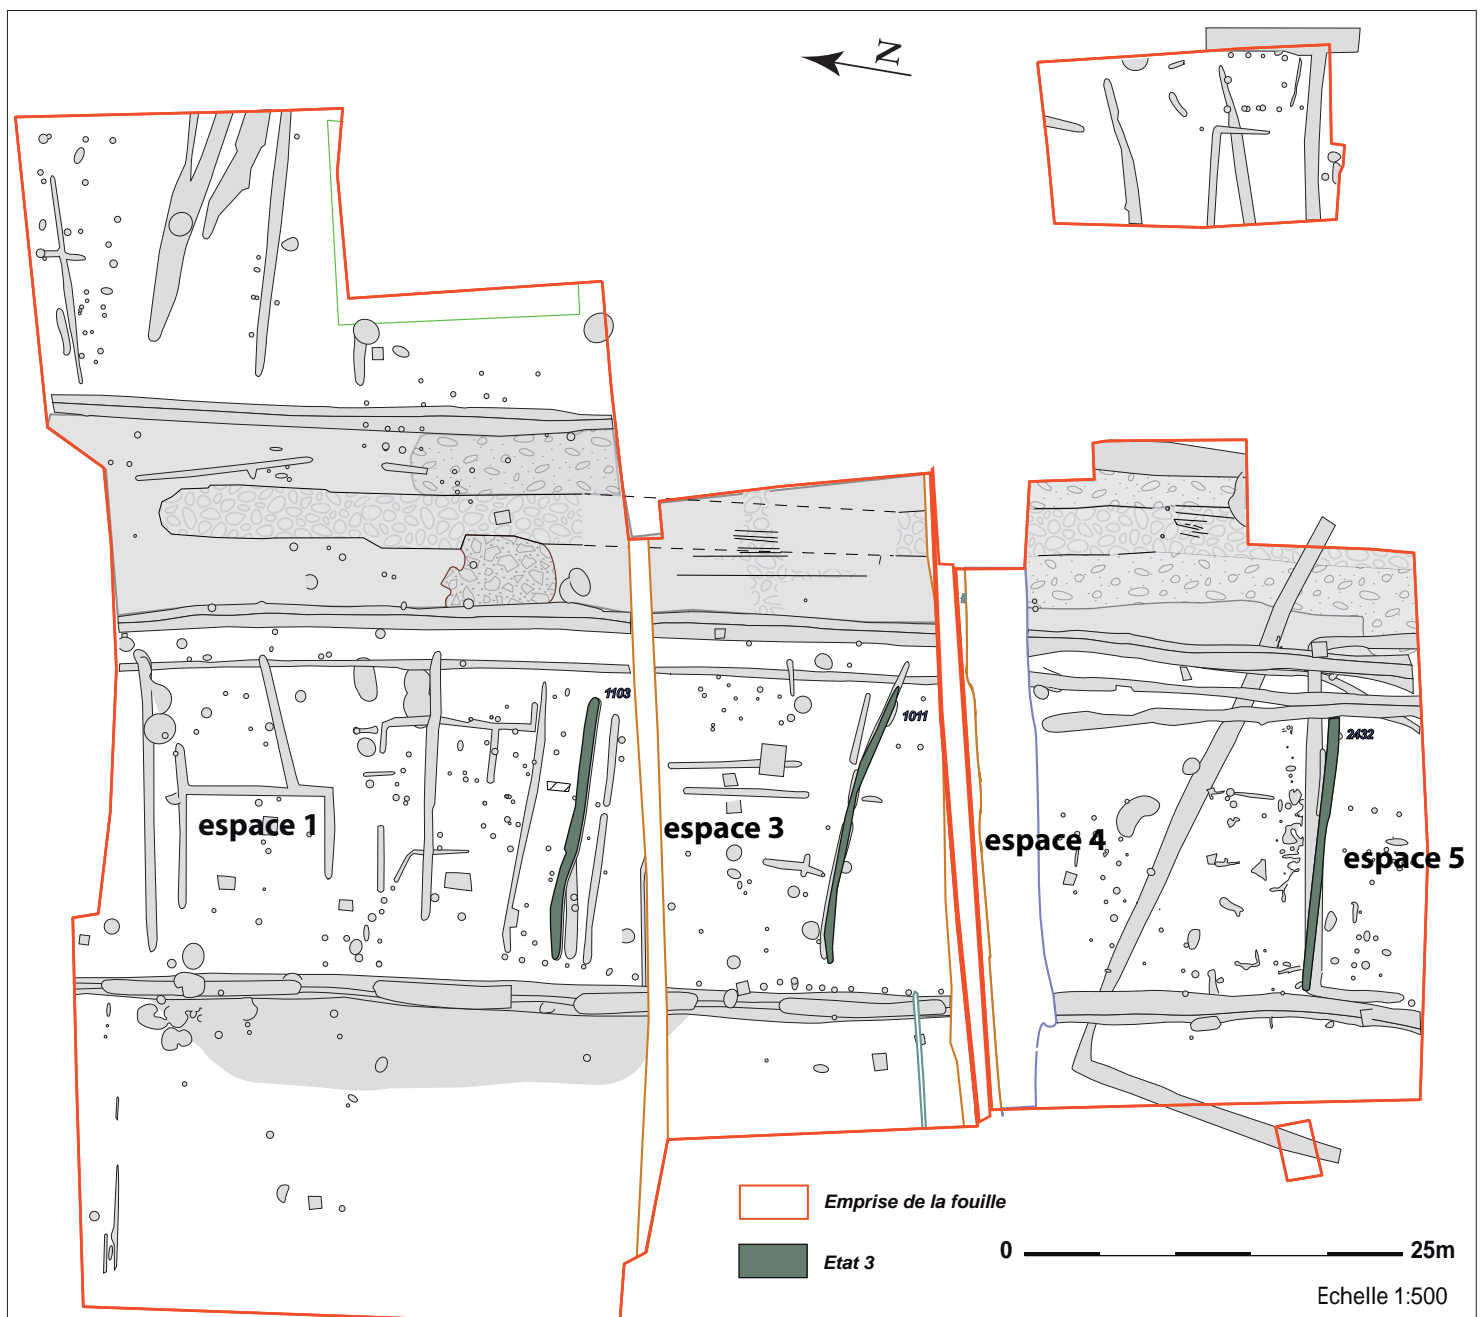 N
1103
1011
2432
espace 1
espace 3
espace 4
espace 5
Emprise de la fouille
Etat 3
0 25m
Echelle 1:500